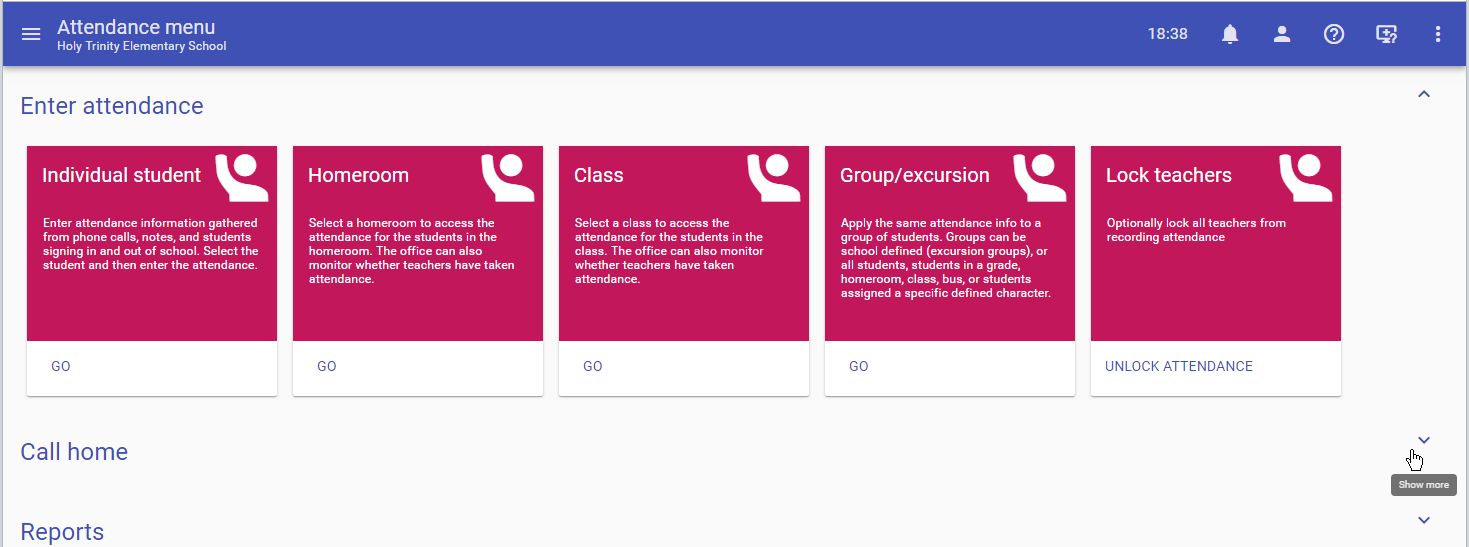 Attendance menu
Holy Trinity Elementary School
18:38
Enter attendance
Individual student
Enter attendance information gathered
from phone calls, notes, and students
signing in and out of school. Select the
student and then enter the attendance.
GO
Homeroom
Select a homeroom to access the
attendance for the students in the
homeroom. The office can also
monitor whether teachers have taken
attendance.
GO
Class
Select a class to access the
attendance for the students in the
class. The office can also monitor
whether teachers have taken
attendance.
GO
Group/excursion
Apply the same attendance info to a
group of students. Groups can be
school defined (excursion groups), or
all students, students in a grade,
homeroom, class, bus, or students
assigned a specific defined character.
GO
Lock teachers
Optionally lock all teachers from
recording attendance
UNLOCK ATTENDANCE
Call home
Show more
Reports